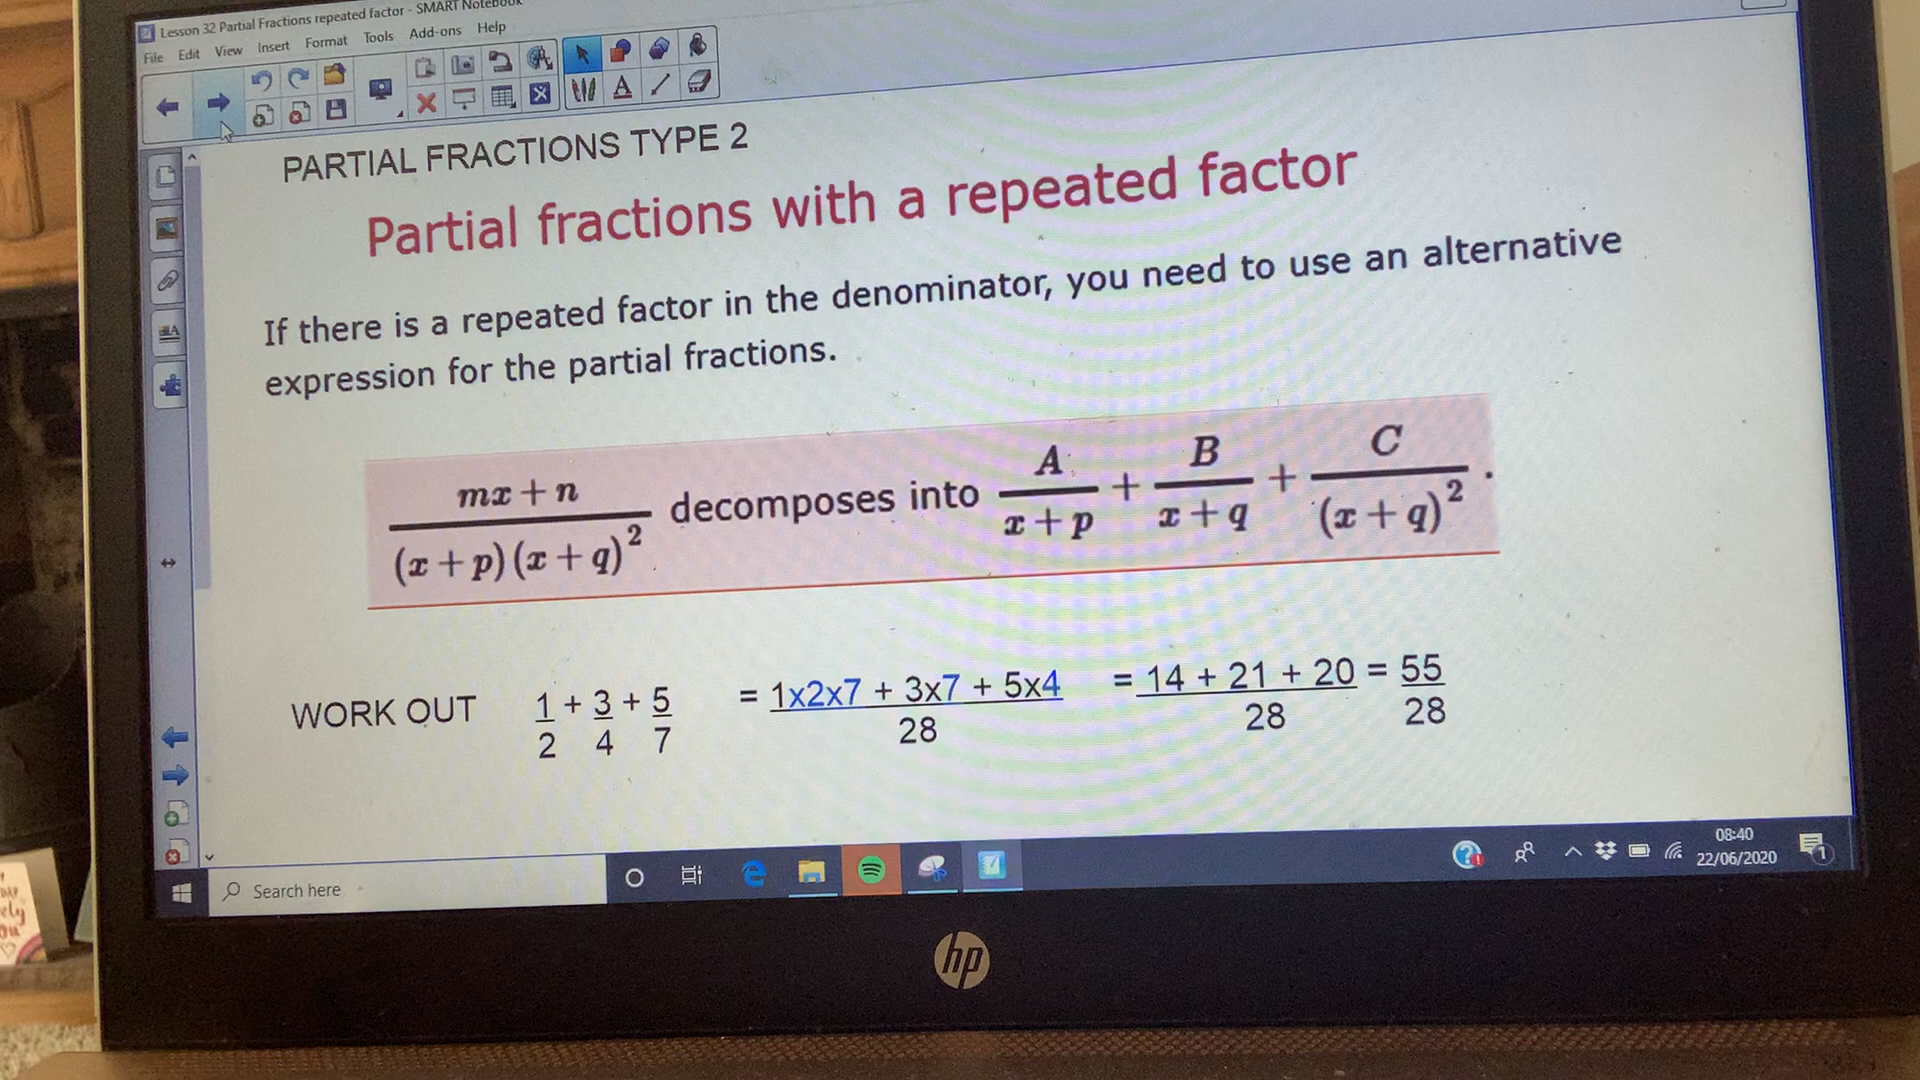 Lesson 32 Partial Fractions repeated factor - SMART Notebook
File Edit View Insert Format Tools Add-ons Help
PARTIAL FRACTIONS TYPE 2
Partial fractions with a repeated factor
If there is a repeated factor in the denominator, you need to use an alternative
expression for the partial fractions.
mx+n / (x+p)(x+q)² decomposes into A / x+p + B / x+q + C / (x+q)² .
WORK OUT 1/2 + 3/4 + 5/7 = 1x2x7 + 3x7 + 5x4 / 28 = 14 + 21 + 20 / 28 = 55 / 28
Search here
08:40
22/06/2020
1
hp